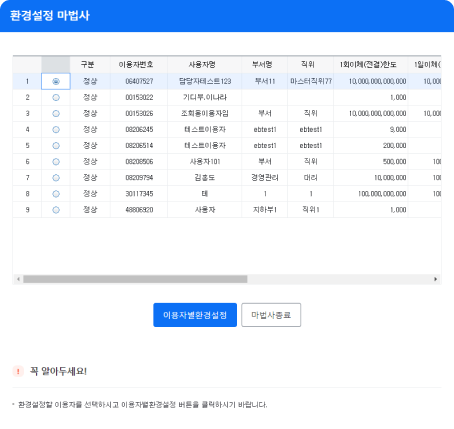 환경설정 마법사
구분 이용자번호 사용자명 부서명 직위 1회이체(전결)한도 1일이체(
1 정상 06407527 담당자테스트123 부서11 마스터직위77 10,000,000,000,000 10,00
2 정상 00153022 기디부,이나라 1,000
3 정상 00153026 조회용이용자임 부서 직위 10,000,000,000,000 10,00
4 정상 08206245 테스트이용자 ebtest1 ebtest1 9,000
5 정상 08206514 테스트이용자 ebtest1 ebtest1 200,000
6 정상 08208506 사용자101 부서 직위 500,000 10
7 정상 08209794 김홍도 경영관리 대리 10,000,000 10
8 정상 30117345 테 1 1 100,000,000,000 10
9 정상 48806920 사용자 지하부1 직위1 1,000
이용자별환경설정 마법사종료
! 꼭 알아두세요!
• 환경설정할 이용자를 선택하시고 이용자별환경설정 버튼을 클릭하시기 바랍니다.